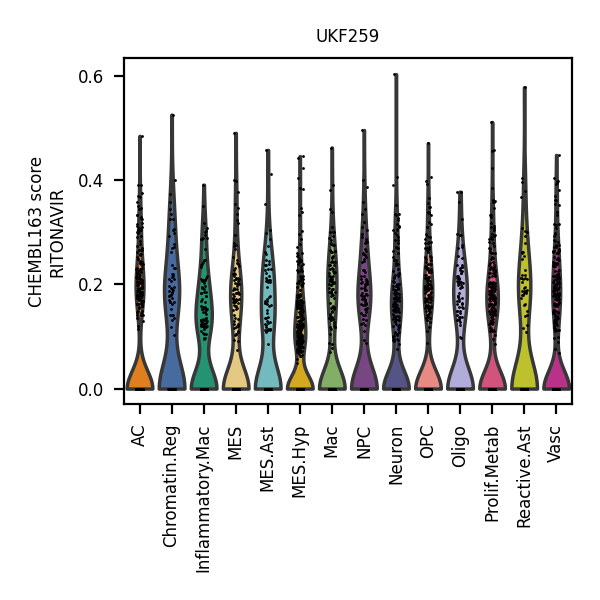 UKF259
CHEMBL163 score
RITONAVIR
0.6
0.4
0.2
0.0
AC
Chromatin.Reg
Inflammatory.Mac
MES
MES.Ast
MES.Hyp
Mac
NPC
Neuron
OPC
Oligo
Prolif.Metab
Reactive.Ast
Vasc